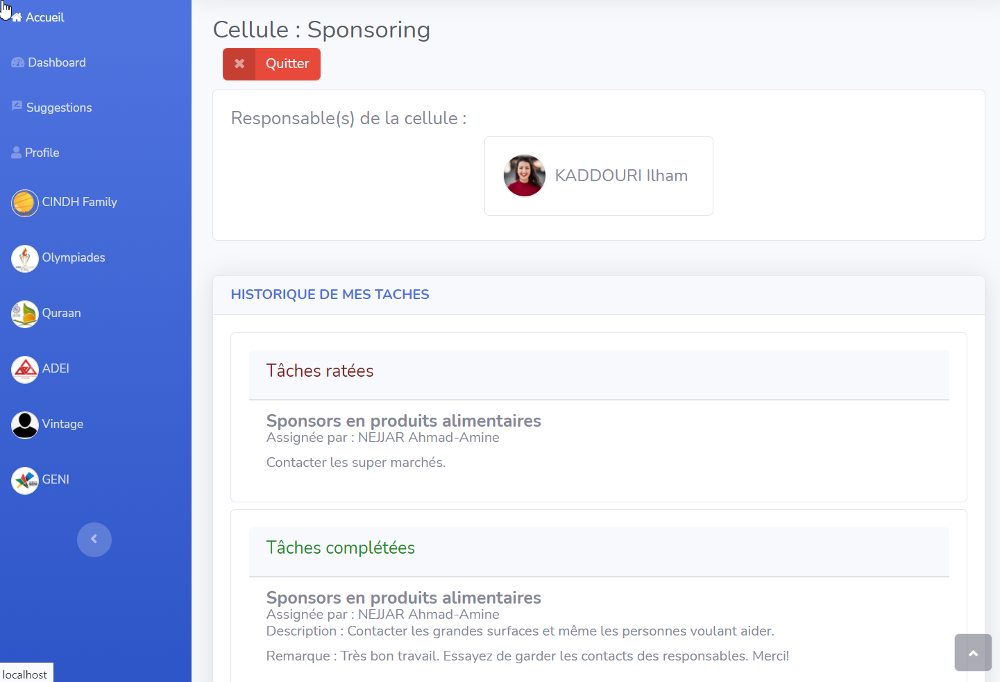 Accueil
Dashboard
Suggestions
Profile
CINDH Family
Olympiades
Quraan
ADEI
Vintage
GENI
localhost
Cellule : Sponsoring
Quitter
Responsable(s) de la cellule :
KADDOURI Ilham
HISTORIQUE DE MES TACHES
Tâches ratées
Sponsors en produits alimentaires
Assignée par : NEJJAR Ahmad-Amine
Contacter les super marchés.
Tâches complétées
Sponsors en produits alimentaires
Assignée par : NEJJAR Ahmad-Amine
Description : Contacter les grandes surfaces et même les personnes voulant aider.
Remarque : Très bon travail. Essayez de garder les contacts des responsables. Merci!